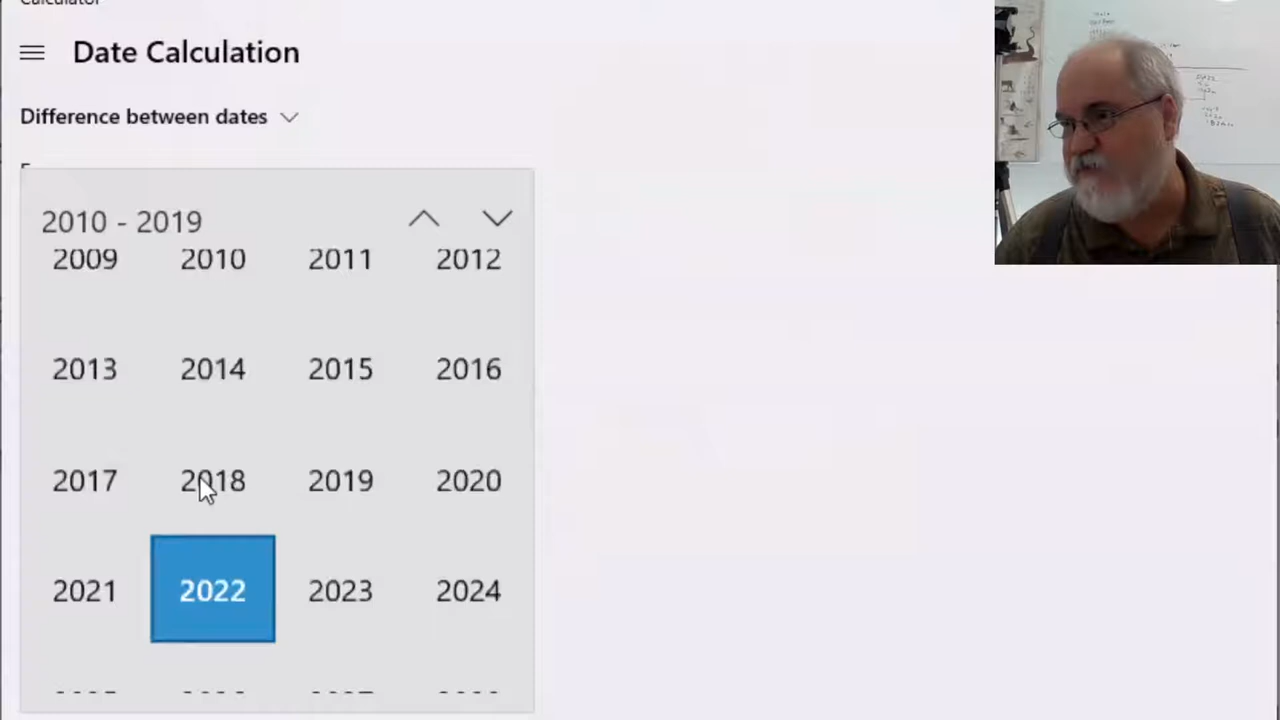 Calculator
Date Calculation
Difference between dates
2010 - 2019
2009 2010 2011 2012
2013 2014 2015 2016
2017 2018 2019 2020
2021 2022 2023 2024